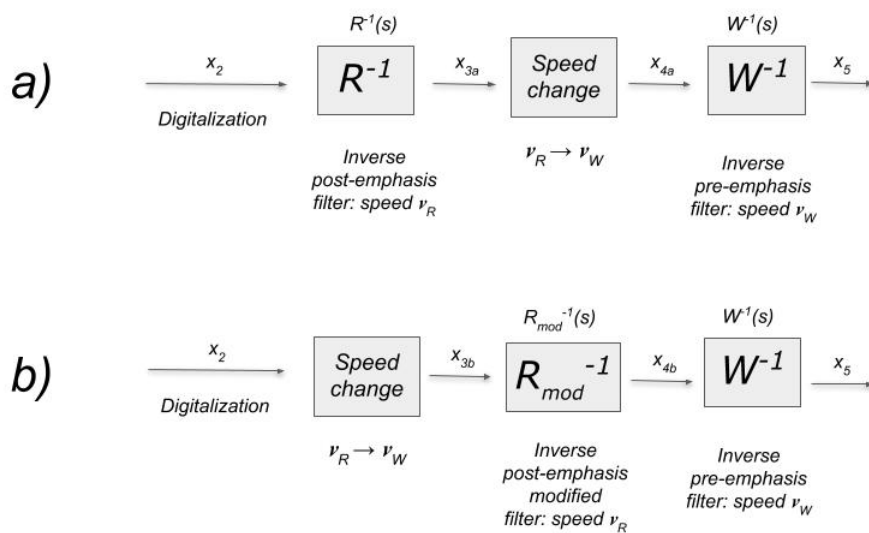 R⁻¹(s)
W⁻¹(s)
a)
x₂
R⁻¹
x₃ₐ
Speed
change
x₄ₐ
W⁻¹
x₅
Digitalization
Inverse
post-emphasis
filter: speed 𝝂_R
𝝂_R → 𝝂_W
Inverse
pre-emphasis
filter: speed 𝝂_W
R_mod⁻¹(s)
W⁻¹(s)
b)
x₂
Speed
change
x_3b
R_mod⁻¹
x_4b
W⁻¹
x₅
Digitalization
𝝂_R → 𝝂_W
Inverse
post-emphasis
modified
filter: speed 𝝂_R
Inverse
pre-emphasis
filter: speed 𝝂_W